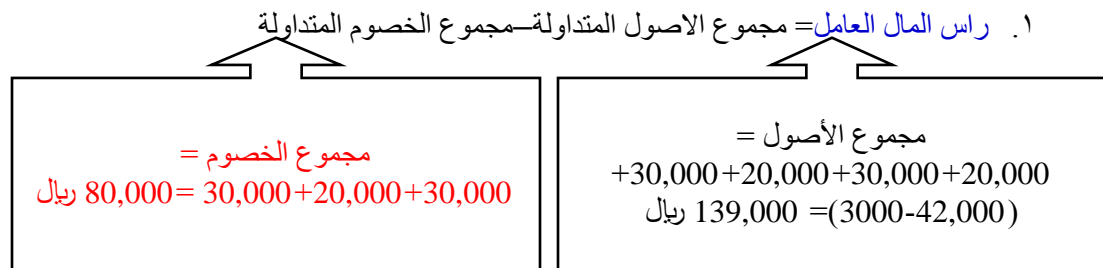 ١. راس المال العامل= مجموع الاصول المتداولة–مجموع الخصوم المتداولة
مجموع الأصول =
20,000+30,000+20,000+30,000+
(42,000-3000)= 139,000 ريال
مجموع الخصوم =
30,000+20,000+30,000 =80,000 ريال